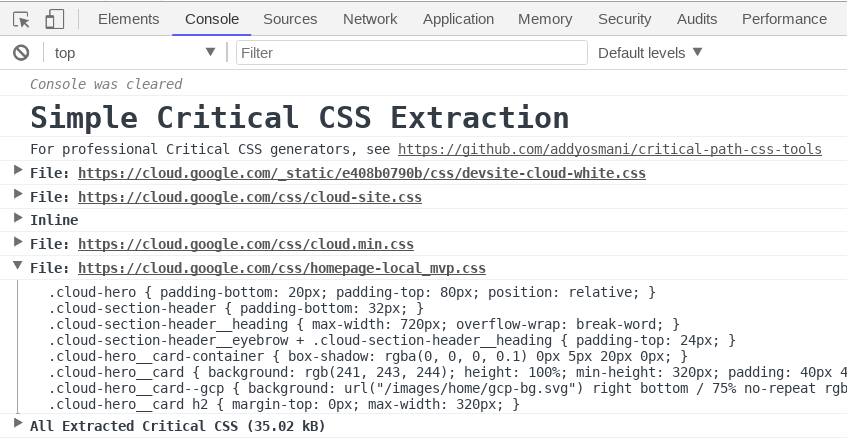 Elements Console Sources Network Application Memory Security Audits Performance
top Filter Default levels
Console was cleared
Simple Critical CSS Extraction
For professional Critical CSS generators, see https://github.com/addyosmani/critical-path-css-tools
File: https://cloud.google.com/_static/e408b0790b/css/devsite-cloud-white.css
File: https://cloud.google.com/css/cloud-site.css
Inline
File: https://cloud.google.com/css/cloud.min.css
File: https://cloud.google.com/css/homepage-local_mvp.css
.cloud-hero { padding-bottom: 20px; padding-top: 80px; position: relative; }
.cloud-section-header { padding-bottom: 32px; }
.cloud-section-header__heading { max-width: 720px; overflow-wrap: break-word; }
.cloud-section-header__eyebrow + .cloud-section-header__heading { padding-top: 24px; }
.cloud-hero__card-container { box-shadow: rgba(0, 0, 0, 0.1) 0px 5px 20px 0px; }
.cloud-hero__card { background: rgb(241, 243, 244); height: 100%; min-height: 320px; padding: 40px 4
.cloud-hero__card--gcp { background: url("/images/home/gcp-bg.svg") right bottom / 75% no-repeat rgb
.cloud-hero__card h2 { margin-top: 0px; max-width: 320px; }
All Extracted Critical CSS (35.02 kB)